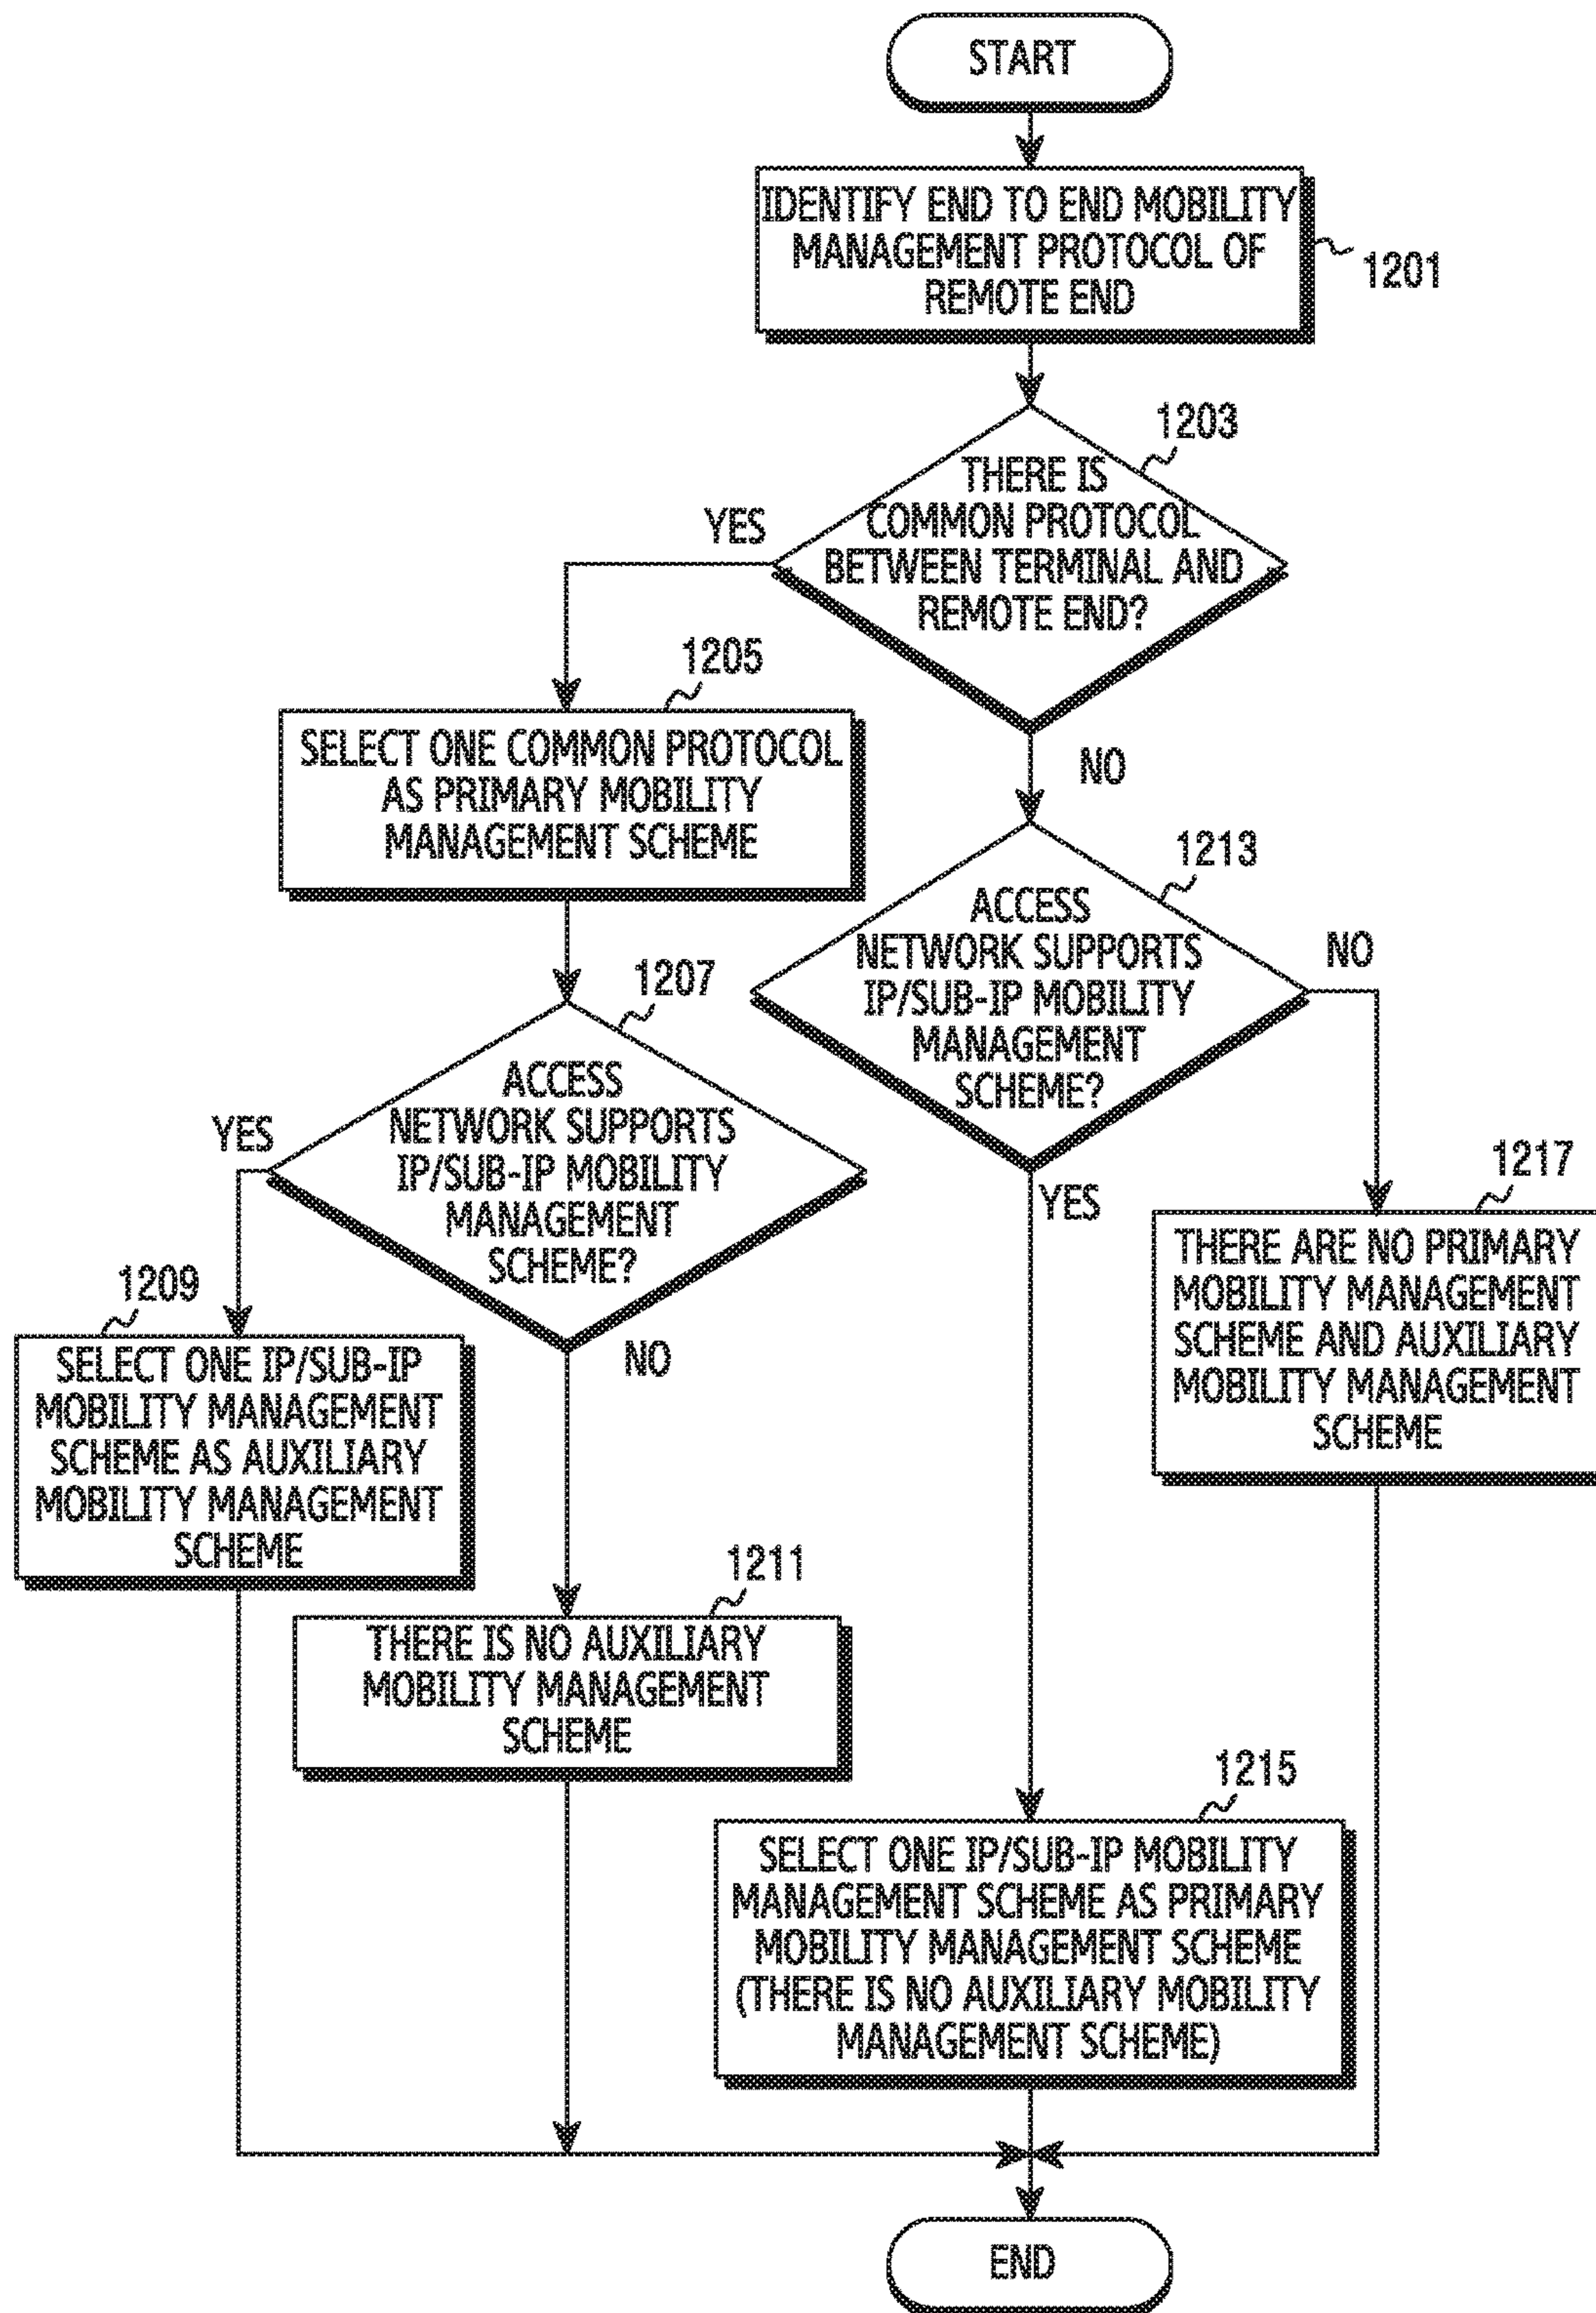 START
IDENTIFY END TO END MOBILITY
MANAGEMENT PROTOCOL OF
REMOTE END
1201
1203
THERE IS
COMMON PROTOCOL
BETWEEN TERMINAL AND
REMOTE END?
YES
NO
1205
SELECT ONE COMMON PROTOCOL
AS PRIMARY MOBILITY
MANAGEMENT SCHEME
1213
ACCESS
NETWORK SUPPORTS
IP/SUB-IP MOBILITY
MANAGEMENT
SCHEME?
NO
YES
1207
ACCESS
NETWORK SUPPORTS
IP/SUB-IP MOBILITY
MANAGEMENT
SCHEME?
YES
NO
1217
THERE ARE NO PRIMARY
MOBILITY MANAGEMENT
SCHEME AND AUXILIARY
MOBILITY MANAGEMENT
SCHEME
1209
SELECT ONE IP/SUB-IP
MOBILITY MANAGEMENT
SCHEME AS AUXILIARY
MOBILITY MANAGEMENT
SCHEME
1211
THERE IS NO AUXILIARY
MOBILITY MANAGEMENT
SCHEME
1215
SELECT ONE IP/SUB-IP MOBILITY
MANAGEMENT SCHEME AS PRIMARY
MOBILITY MANAGEMENT SCHEME
(THERE IS NO AUXILIARY MOBILITY
MANAGEMENT SCHEME)
END